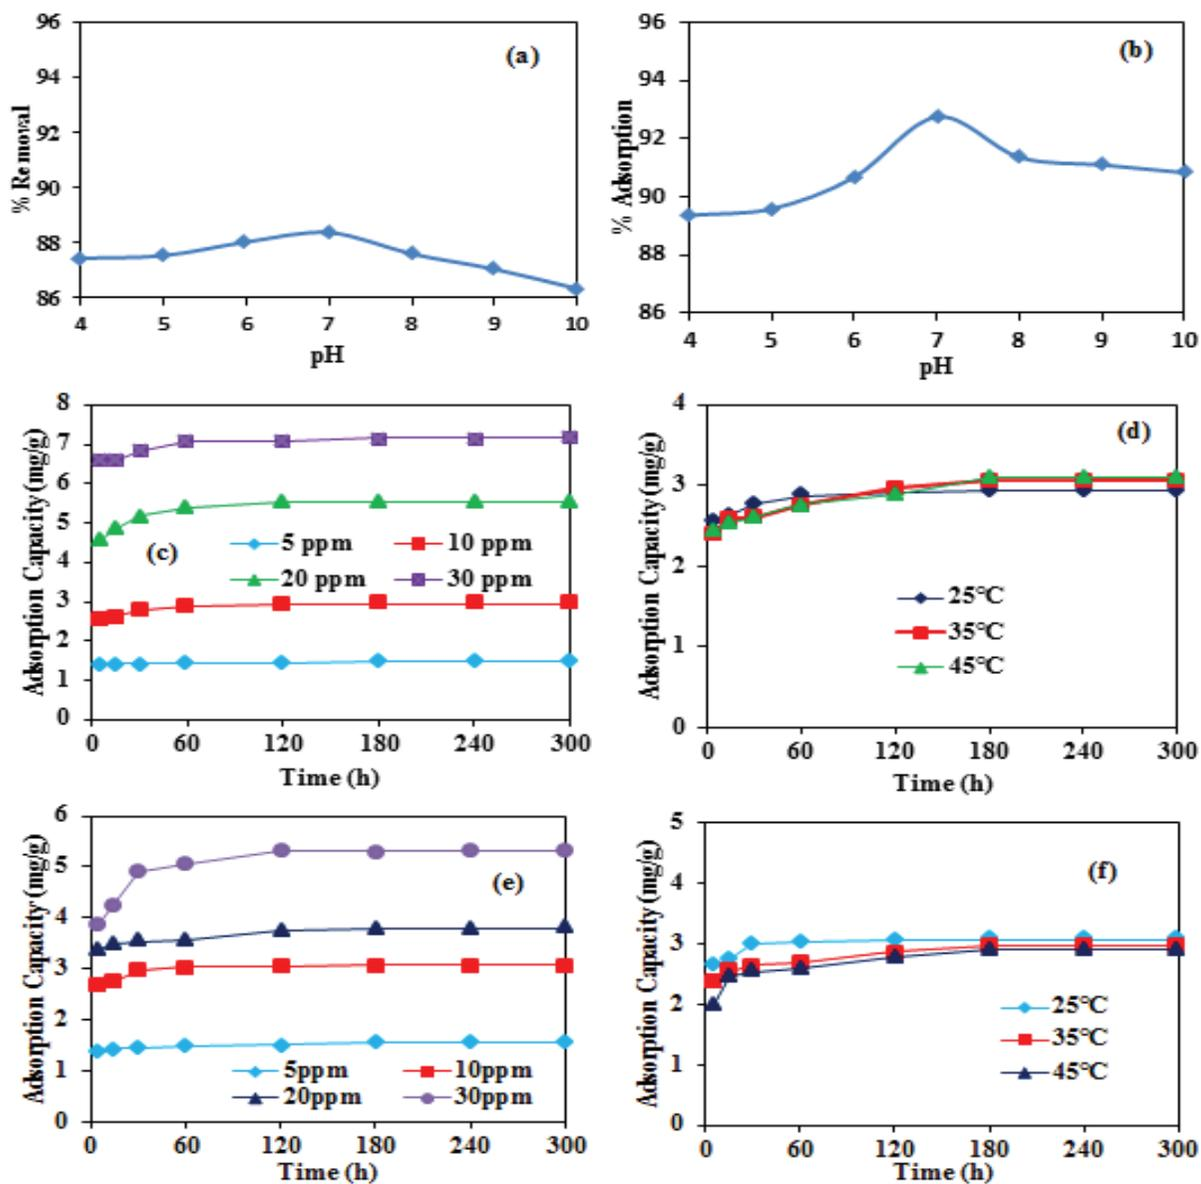 96
94
92
90
88
86
% Removal
(a)
4 5 6 7 8 9 10
pH
96
94
92
90
88
86
% Adsorption
(b)
4 5 6 7 8 9 10
pH
8
7
6
5
4
3
2
1
0
Adsorption Capacity (mg/g)
(c)
5 ppm 10 ppm
20 ppm 30 ppm
0 60 120 180 240 300
Time (h)
4
3
2
1
0
Adsorption Capacity (mg/g)
(d)
25°C
35°C
45°C
0 60 120 180 240 300
Time (h)
6
5
4
3
2
1
0
Adsorption Capacity (mg/g)
(e)
5ppm 10ppm
20ppm 30ppm
0 60 120 180 240 300
Time (h)
5
4
3
2
1
0
Adsorption Capacity (mg/g)
(f)
25°C
35°C
45°C
0 60 120 180 240 300
Time (h)